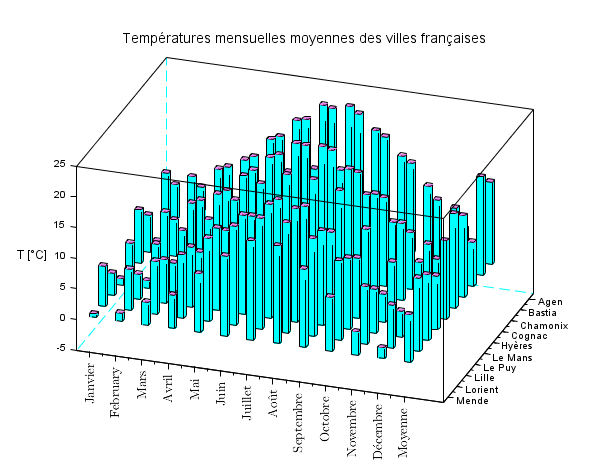 Températures mensuelles moyennes des villes françaises
25
20
15
10
T [°C]
5
0
-5
Janvier
February
Mars
Avril
Mai
Juin
Juillet
Août
Septembre
Octobre
Novembre
Décembre
Moyenne
Agen
Bastia
Chamonix
Cognac
Hyères
Le Mans
Le Puy
Lille
Lorient
Mende